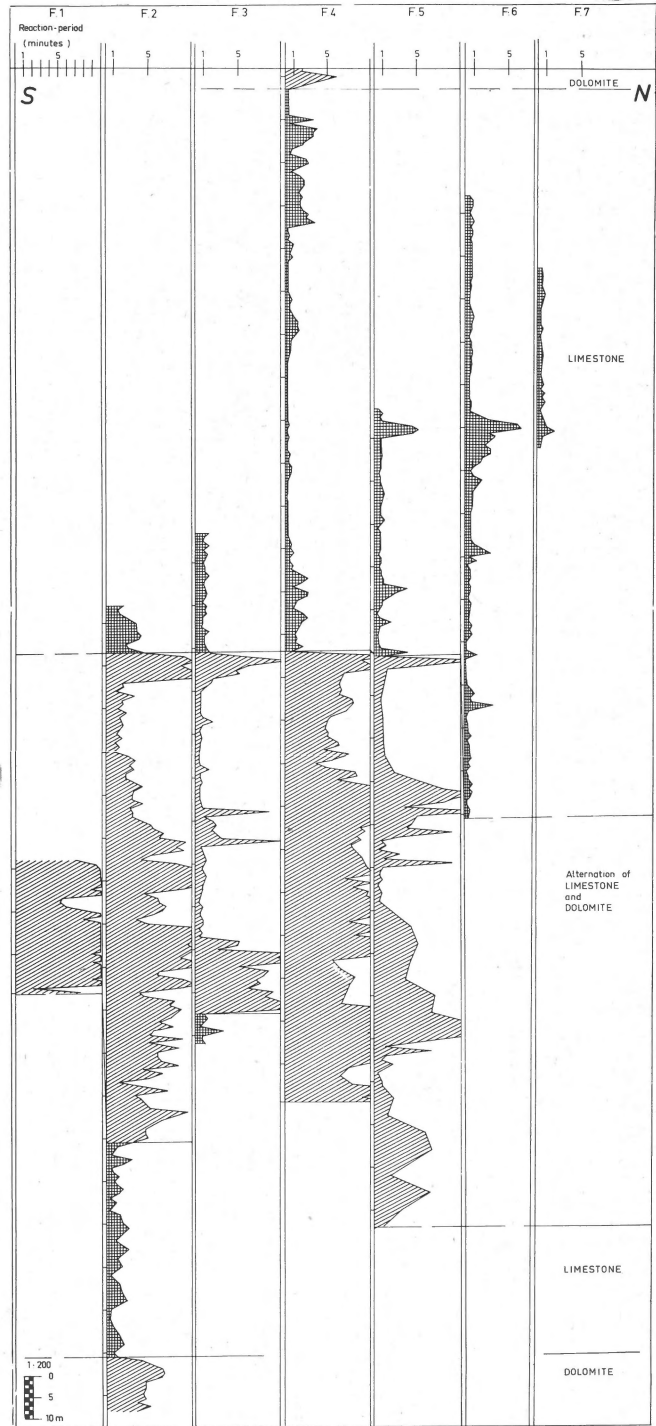 F.1 F.2 F.3 F.4 F.5 F.6 F.7
Reaction-period
(minutes)
1 5 1 5 1 5 1 5 1 5 1 5 1 5
DOLOMITE
S N
LIMESTONE
Alternation of
LIMESTONE
and
DOLOMITE
LIMESTONE
1:200
0
5
10 m
DOLOMITE